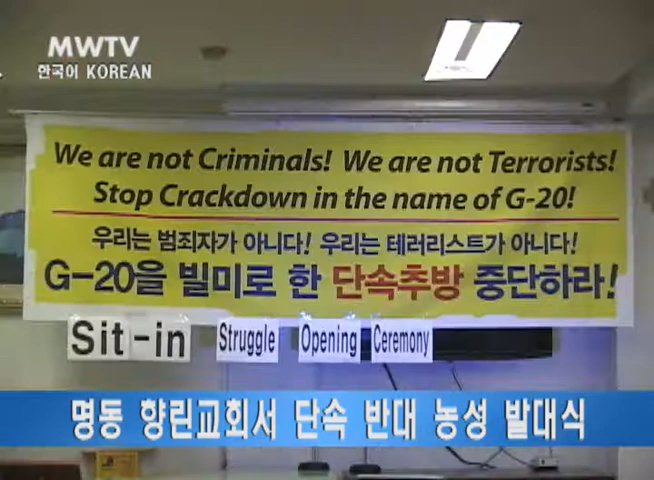 MWTV
한국어 KOREAN
We are not Criminals! We are not Terrorists!
Stop Crackdown in the name of G-20!
우리는 범죄자가 아니다! 우리는 테러리스트가 아니다!
G-20을 빌미로 한 단속추방 중단하라!
Sit-in Struggle Opening Ceremony
명동 향린교회서 단속 반대 농성 발대식